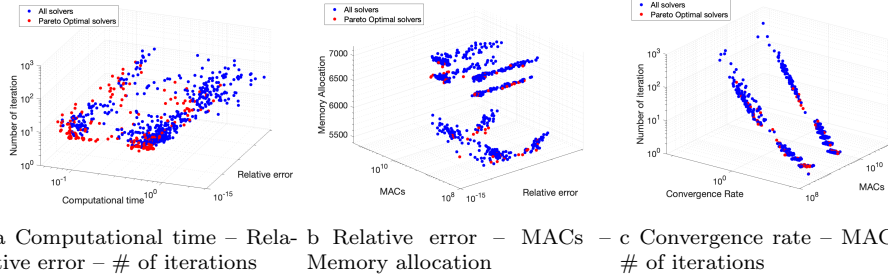 All solvers
Pareto Optimal solvers
10³
10²
10¹
10⁰
Number of iteration
10⁻¹
10⁰
Computational time
10⁻¹⁵
Relative error
All solvers
Pareto Optimal solvers
7000
6500
6000
5500
Memory Allocation
10¹⁰
10⁸
MACs
10⁻¹⁵
Relative error
All solvers
Pareto Optimal solvers
10³
10²
10¹
10⁰
Number of iteration
10⁰
Convergence Rate
10⁸
10¹⁰
MACs
a Computational time – Rela-
tive error – # of iterations
b Relative error – MACs –
Memory allocation
c Convergence rate – MAC
# of iterations